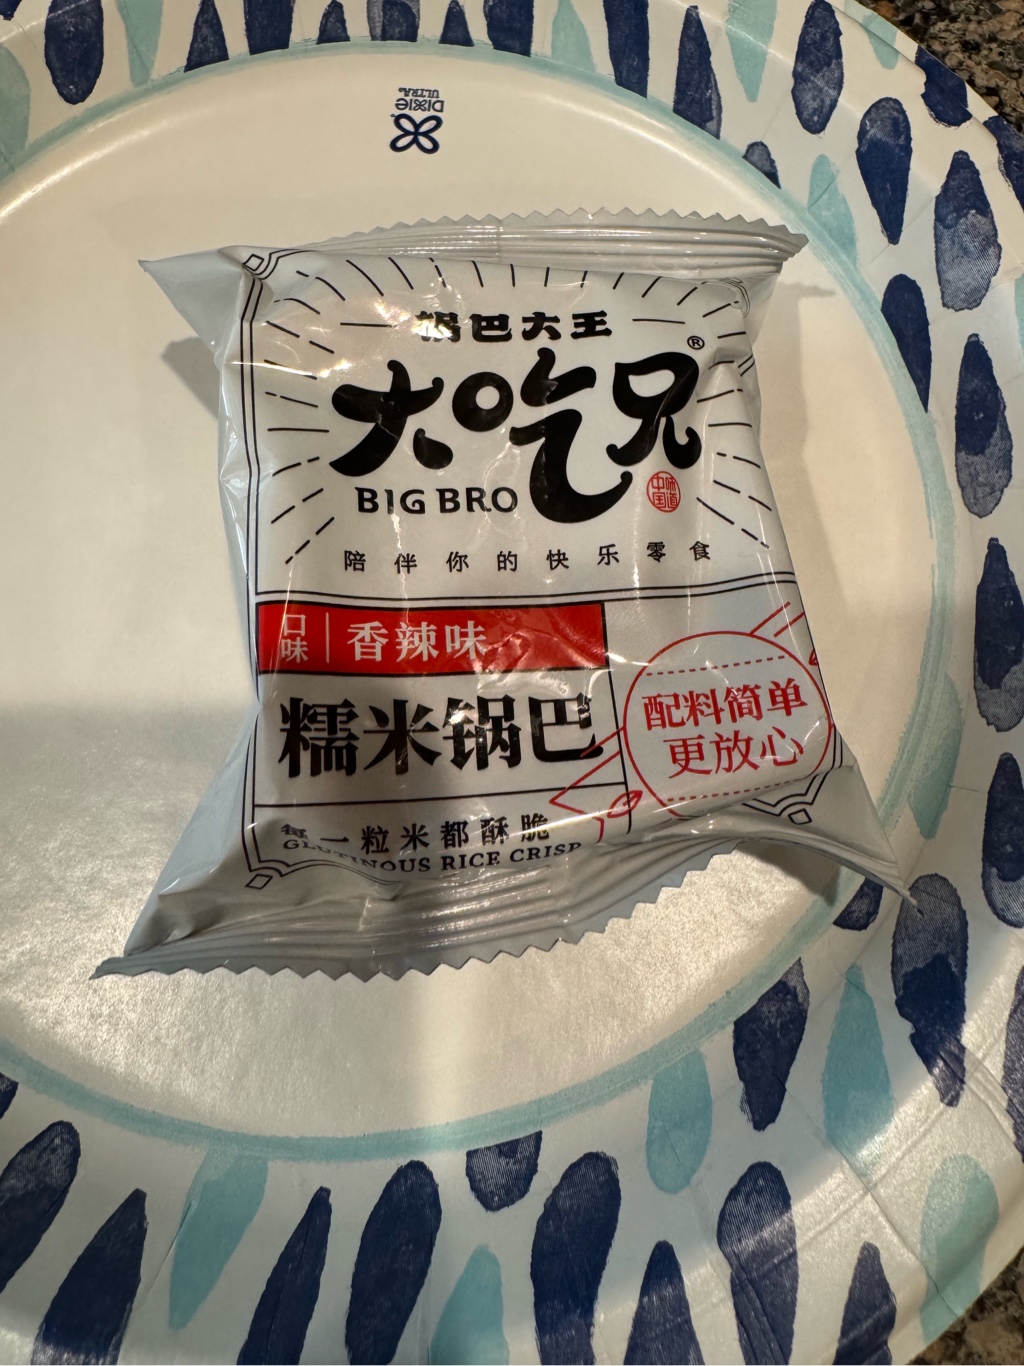 DIXIE
ULTRA
锅巴大王
大吃兄®
BIG BRO
中国味道
陪伴你的快乐零食
口味 香辣味
糯米锅巴
配料简单
更放心
每一粒米都酥脆
GLUTINOUS RICE CRISP